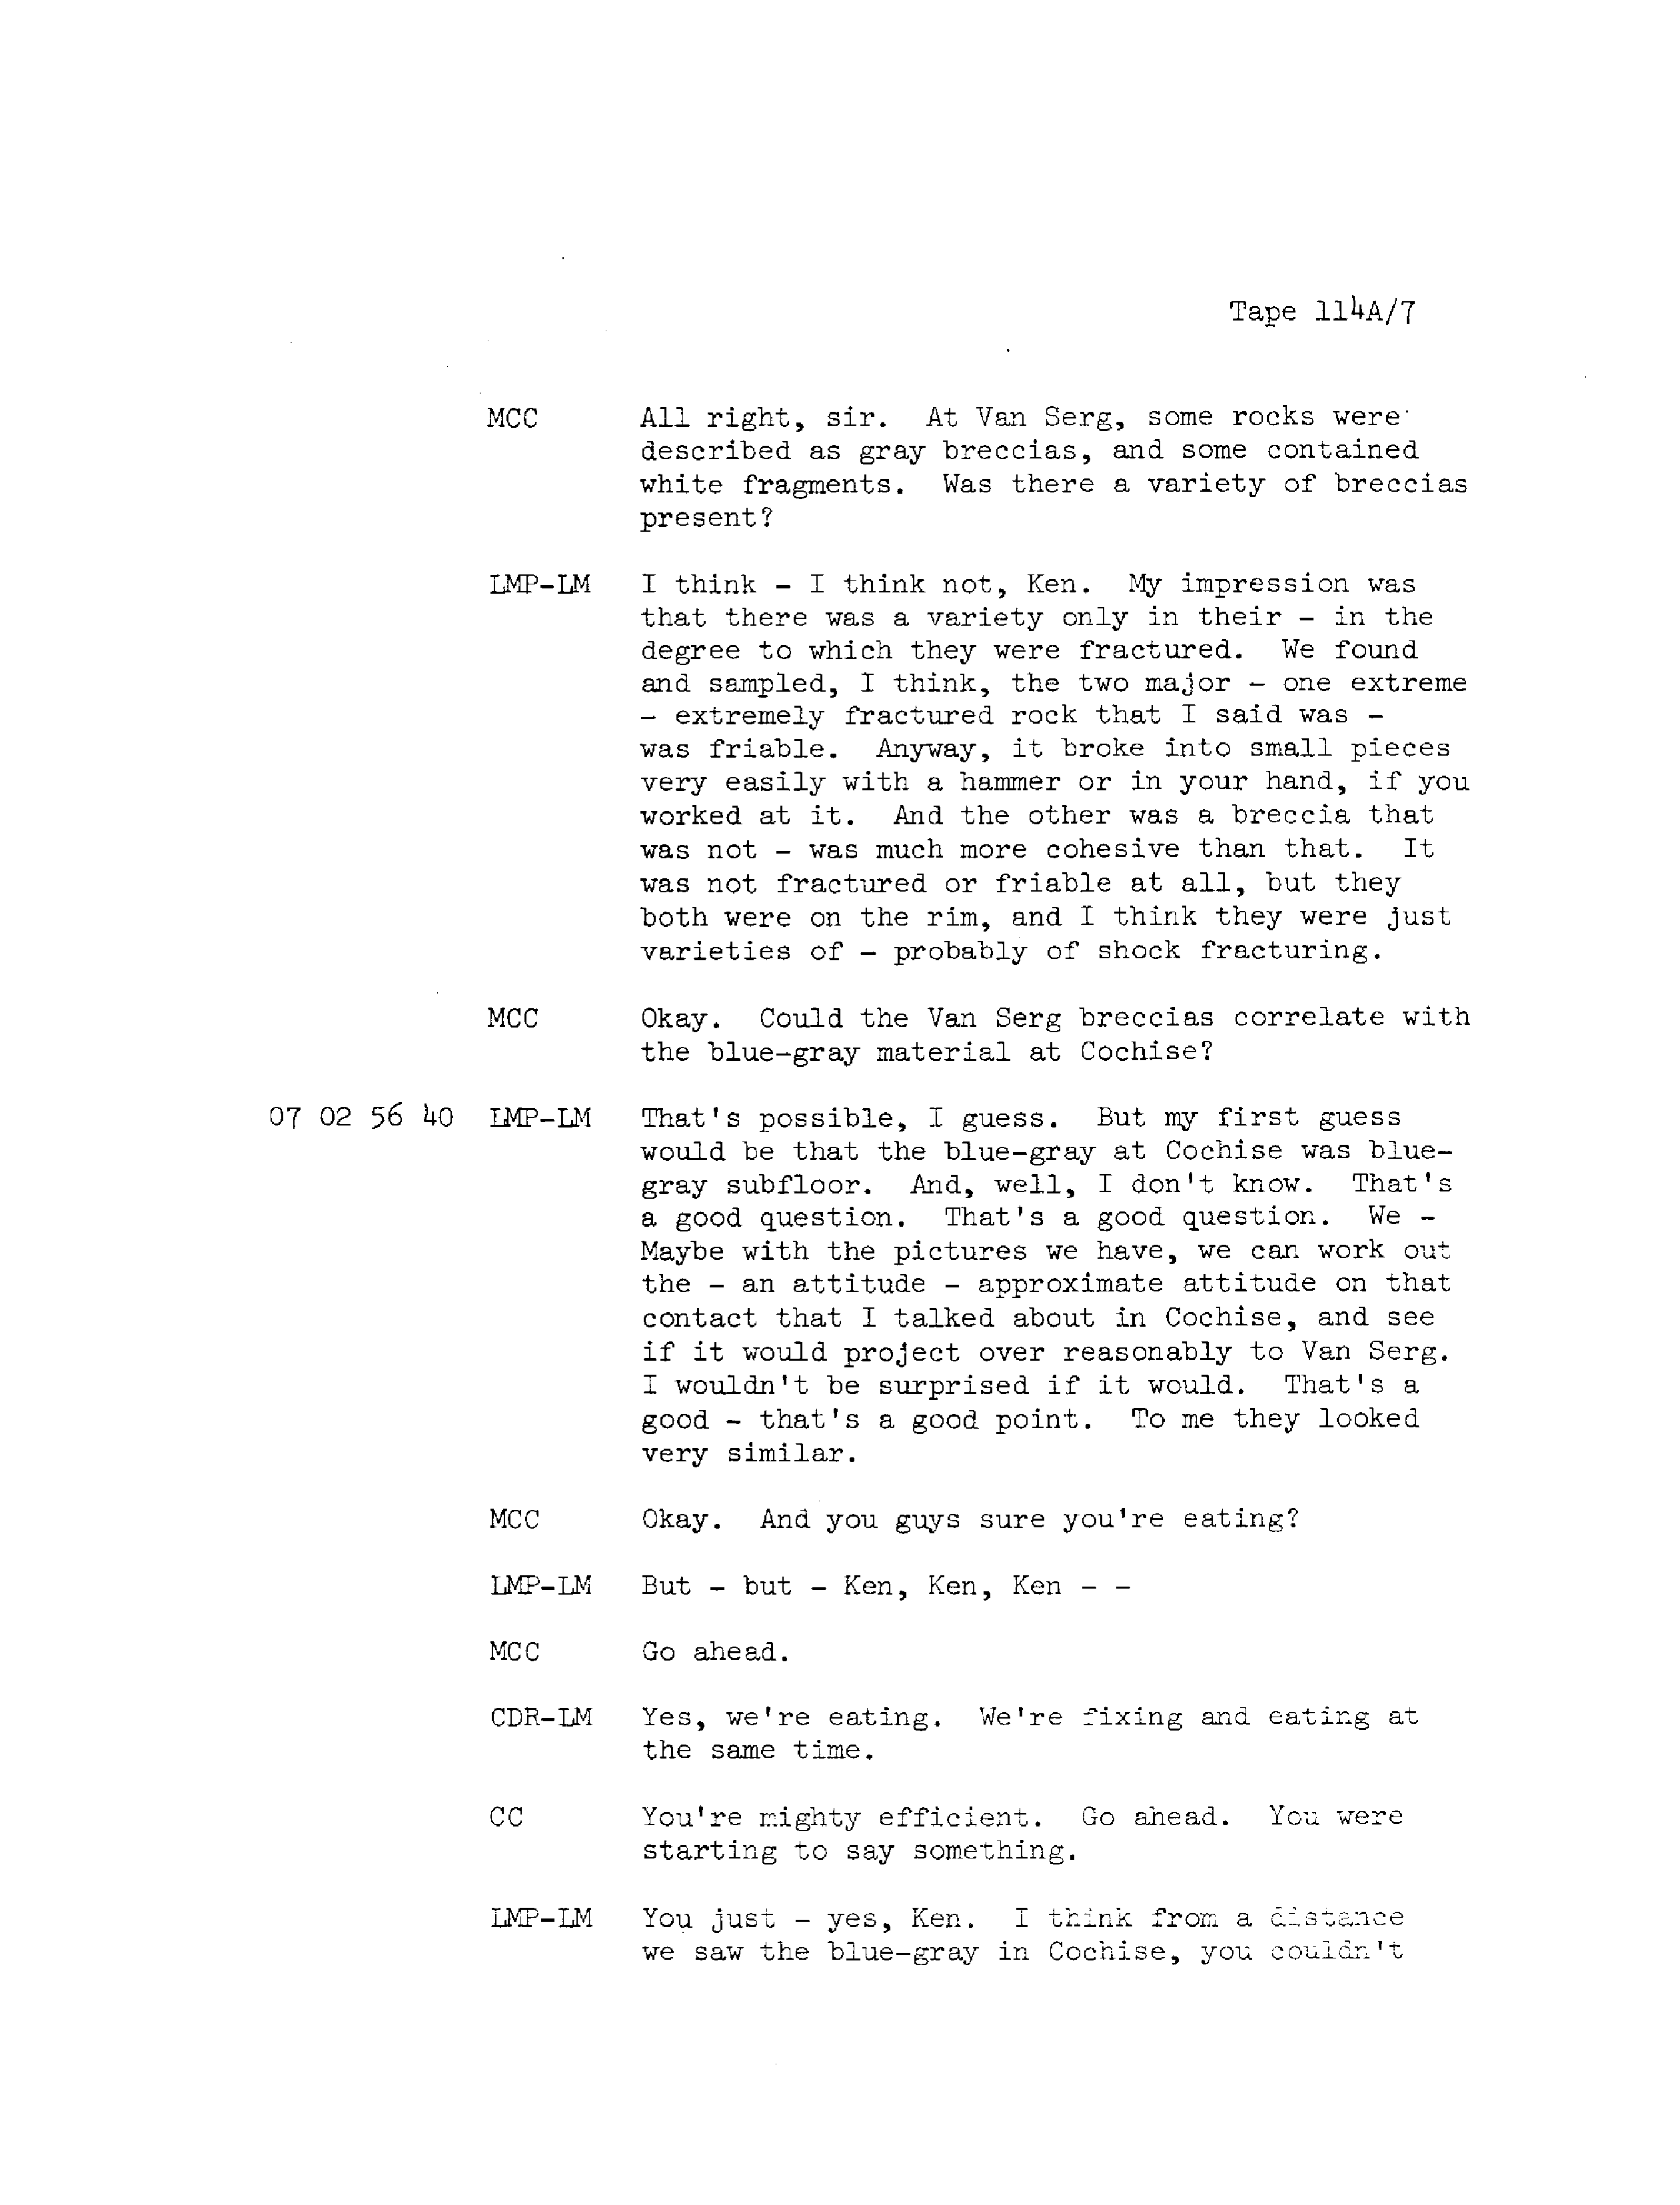 Tape 114A/7
MCC All right, sir. At Van Serg, some rocks were
described as gray breccias, and some contained
white fragments. Was there a variety of breccias
present?
LMP-LM I think - I think not, Ken. My impression was
that there was a variety only in their - in the
degree to which they were fractured. We found
and sampled, I think, the two major - one extreme
- extremely fractured rock that I said was -
was friable. Anyway, it broke into small pieces
very easily with a hammer or in your hand, if you
worked at it. And the other was a breccia that
was not - was much more cohesive than that. It
was not fractured or friable at all, but they
both were on the rim, and I think they were just
varieties of - probably of shock fracturing.
MCC Okay. Could the Van Serg breccias correlate with
the blue-gray material at Cochise?
07 02 56 40 LMP-LM That's possible, I guess. But my first guess
would be that the blue-gray at Cochise was blue-
gray subfloor. And, well, I don't know. That's
a good question. That's a good question. We -
Maybe with the pictures we have, we can work out
the - an attitude - approximate attitude on that
contact that I talked about in Cochise, and see
if it would project over reasonably to Van Serg.
I wouldn't be surprised if it would. That's a
good - that's a good point. To me they looked
very similar.
MCC Okay. And you guys sure you're eating?
LMP-LM But - but - Ken, Ken, Ken - -
MCC Go ahead.
CDR-LM Yes, we're eating. We're fixing and eating at
the same time.
CC You're mighty efficient. Go ahead. You were
starting to say something.
LMP-LM You just - yes, Ken. I think from a distance
we saw the blue-gray in Cochise, you couldn't